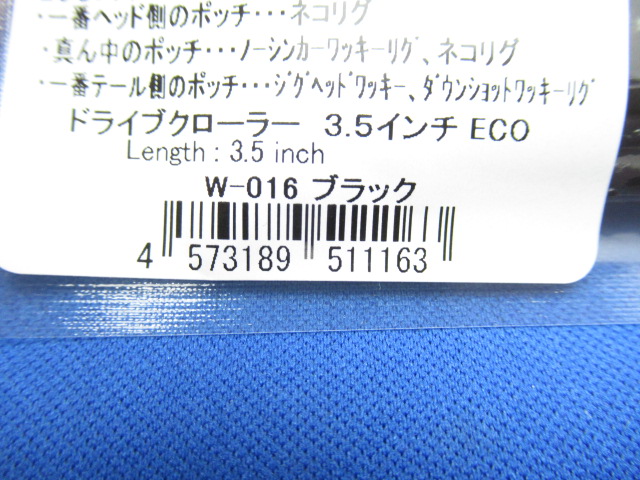 ・一番ヘッド側のポッチ･･･ネコリグ
・真ん中のポッチ･･･ノーシンカーワッキーリグ、ネコリグ
・一番テール側のポッチ･･･ジグヘッドワッキー、ダウンショットワッキーリグ
ドライブクローラー 3.5インチ ECO
Length : 3.5 inch
W-016 ブラック
4 573189 511163